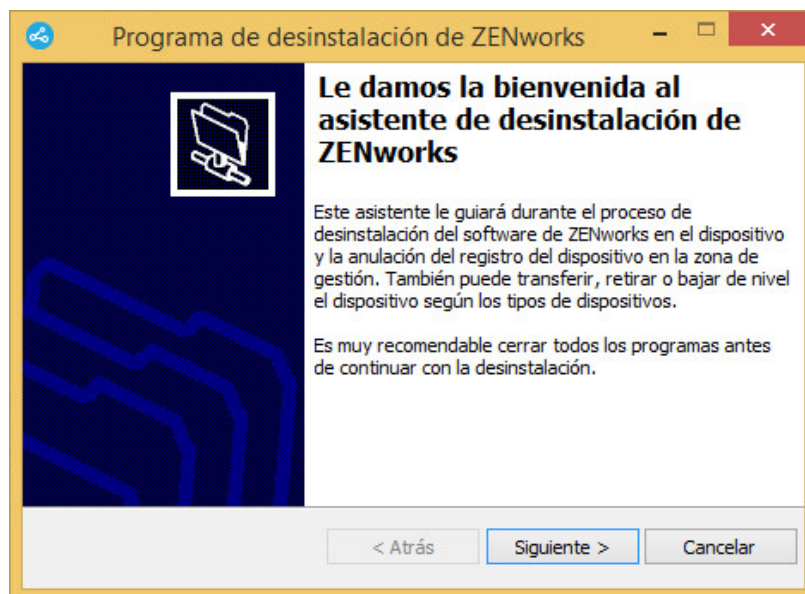 Programa de desinstalación de ZENworks
Le damos la bienvenida al
asistente de desinstalación de
ZENworks
Este asistente le guiará durante el proceso de
desinstalación del software de ZENworks en el dispositivo
y la anulación del registro del dispositivo en la zona de
gestión. También puede transferir, retirar o bajar de nivel
el dispositivo según los tipos de dispositivos.
Es muy recomendable cerrar todos los programas antes
de continuar con la desinstalación.
< Atrás
Siguiente >
Cancelar